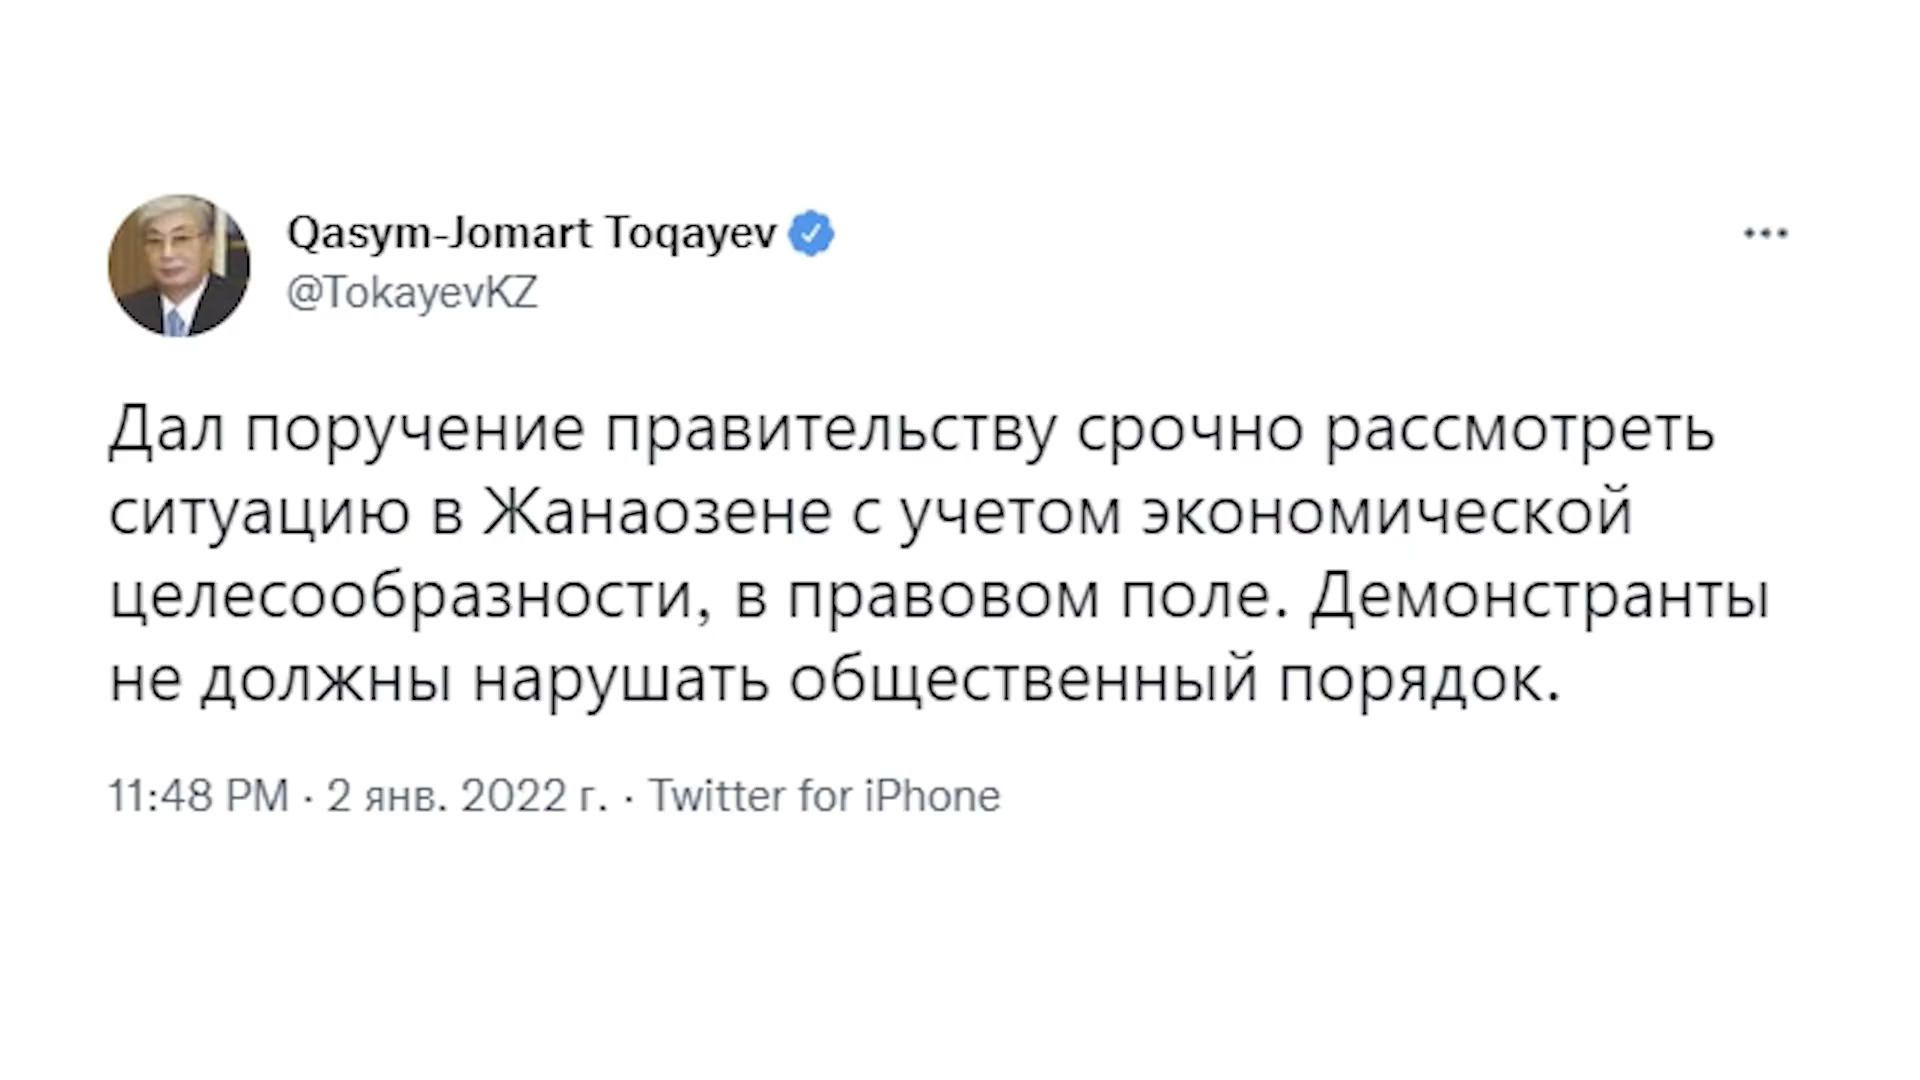 Qasym-Jomart Toqayev
@TokayevKZ
Дал поручение правительству срочно рассмотреть
ситуацию в Жанаозене с учетом экономической
целесообразности, в правовом поле. Демонстранты
не должны нарушать общественный порядок.
11:48 PM · 2 янв. 2022 г. · Twitter for iPhone